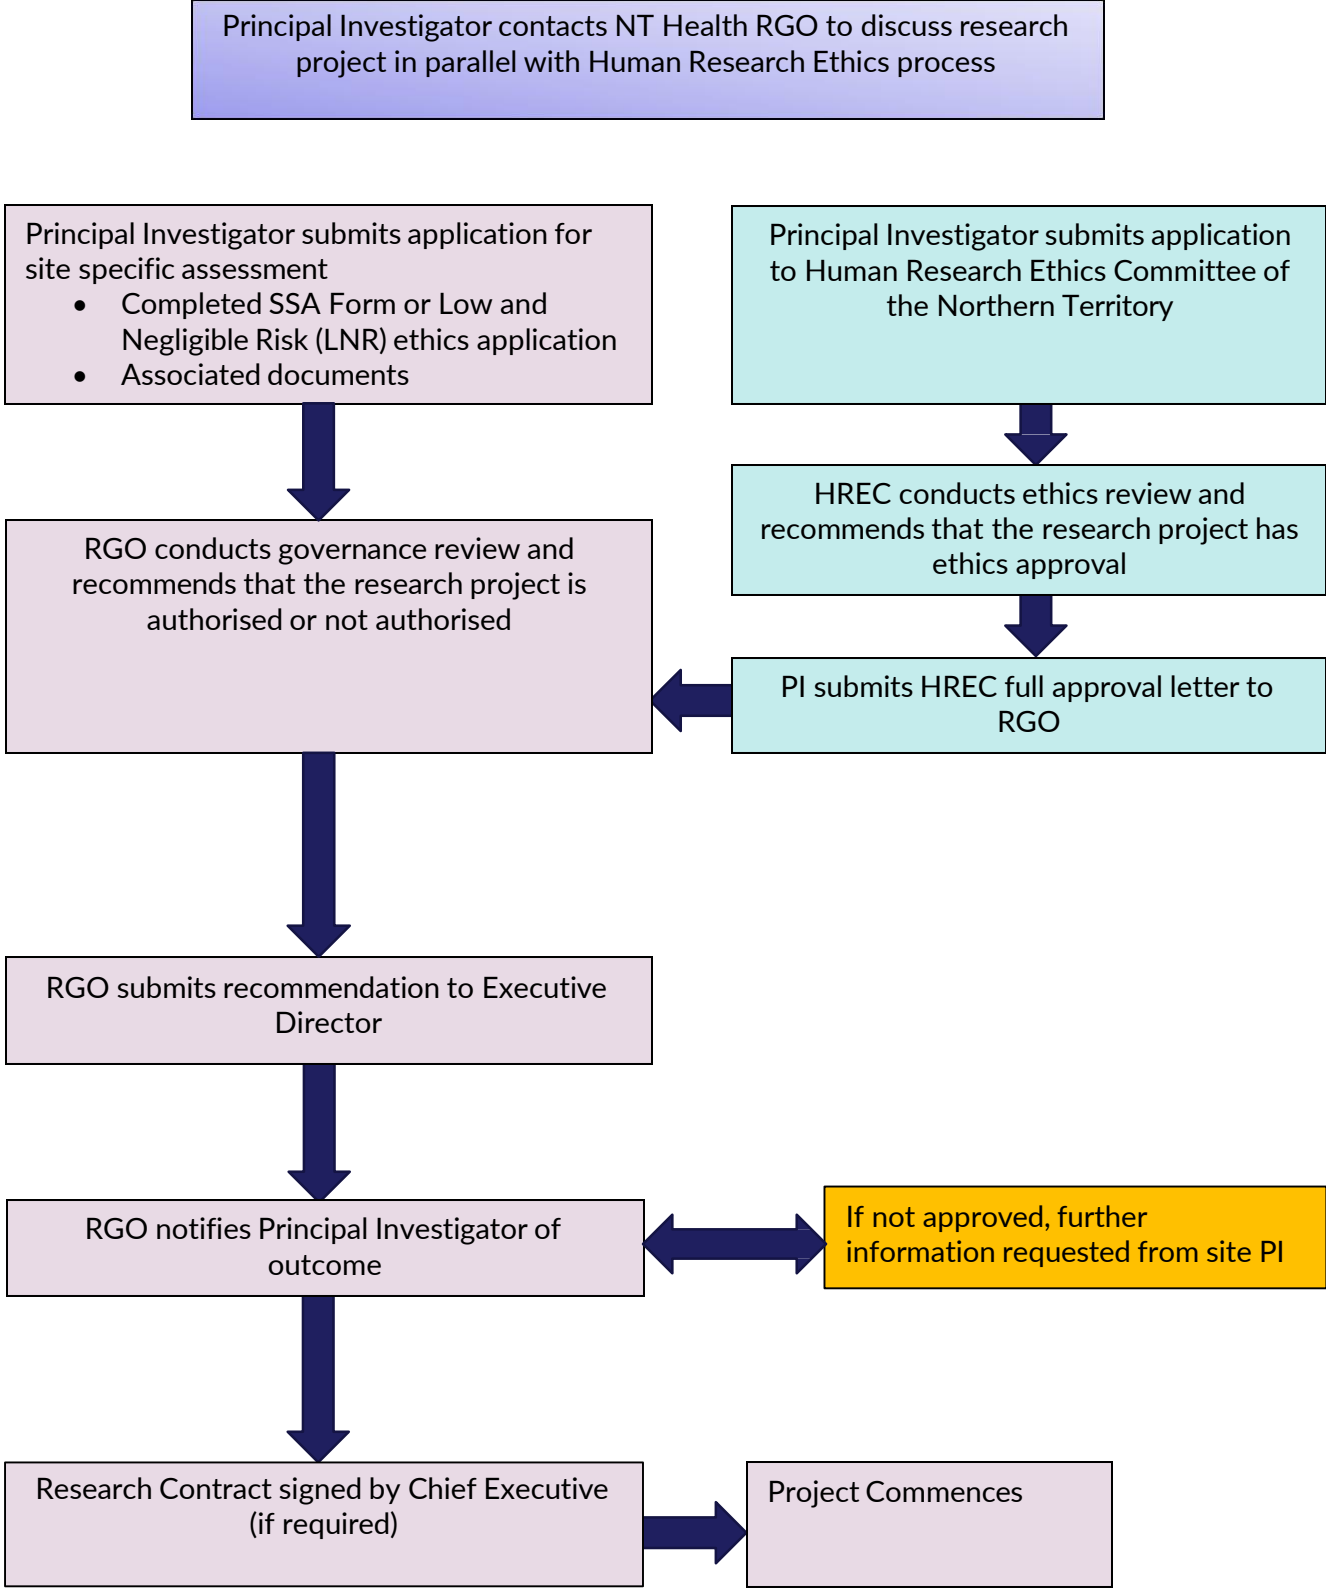 Principal Investigator contacts NT Health RGO to discuss research
project in parallel with Human Research Ethics process
Principal Investigator submits application for
site specific assessment
• Completed SSA Form or Low and
Negligible Risk (LNR) ethics application
• Associated documents
Principal Investigator submits application
to Human Research Ethics Committee of
the Northern Territory
HREC conducts ethics review and
recommends that the research project has
ethics approval
RGO conducts governance review and
recommends that the research project is
authorised or not authorised
PI submits HREC full approval letter to
RGO
RGO submits recommendation to Executive
Director
RGO notifies Principal Investigator of
outcome
If not approved, further
information requested from site PI
Research Contract signed by Chief Executive
(if required)
Project Commences